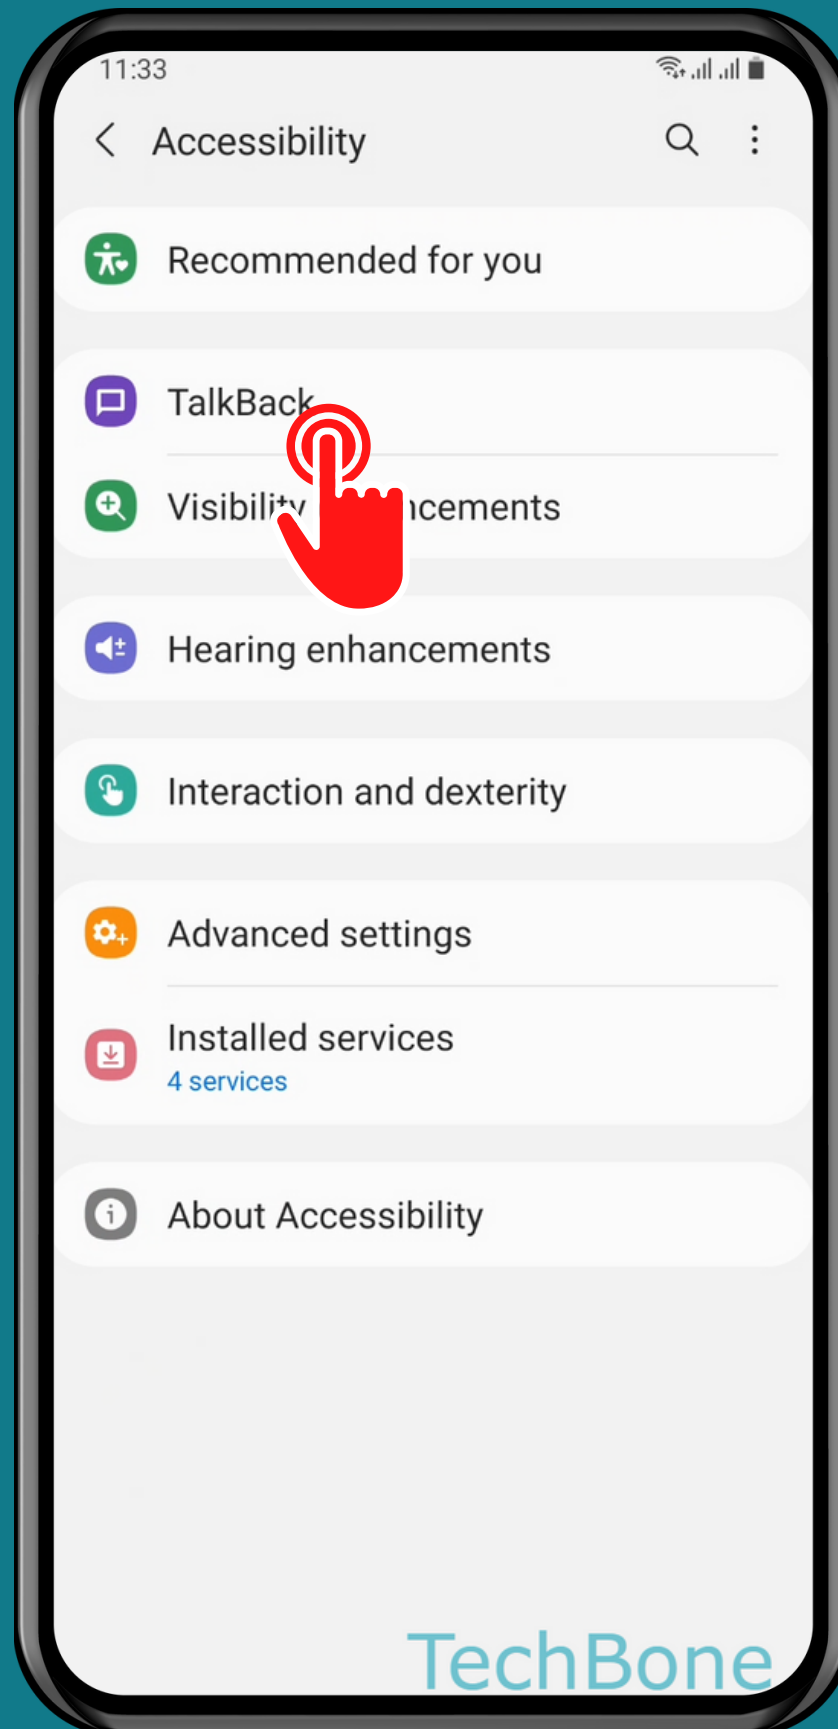 11:33
Accessibility
Recommended for you
TalkBack
Visibility
Hearing enhancements
Interaction and dexterity
Advanced settings
Installed services
4 services
About Accessibility
TechBone